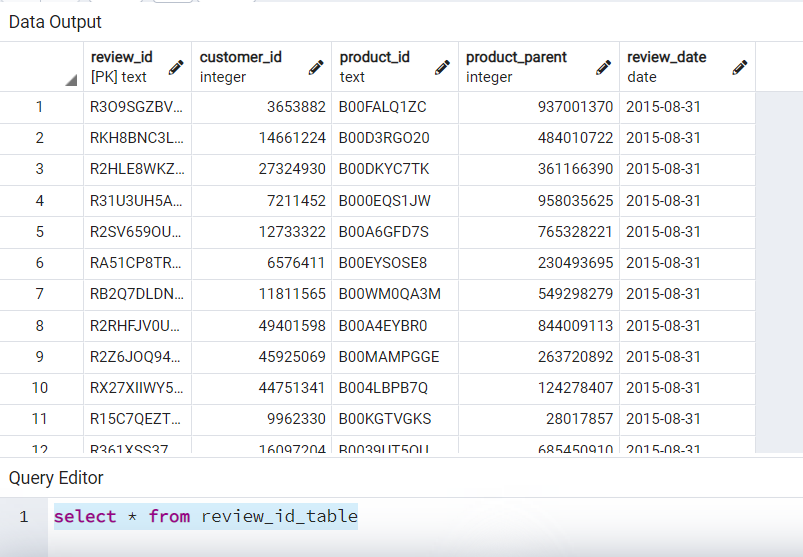 Data Output
review_id customer_id product_id product_parent review_date
[PK] text integer text integer date
1 R3O9SGZBV... 3653882 B00FALQ1ZC 937001370 2015-08-31
2 RKH8BNC3L... 14661224 B00D3RGO20 484010722 2015-08-31
3 R2HLE8WKZ... 27324930 B00DKYC7TK 361166390 2015-08-31
4 R31U3UH5A... 7211452 B000EQS1JW 958035625 2015-08-31
5 R2SV659OU... 12733322 B00A6GFD7S 765328221 2015-08-31
6 RA51CP8TR... 6576411 B00EYSOSE8 230493695 2015-08-31
7 RB2Q7DLDN... 11811565 B00WM0QA3M 549298279 2015-08-31
8 R2RHFJV0U... 49401598 B00A4EYBR0 844009113 2015-08-31
9 R2Z6JOQ94... 45925069 B00MAMPGGE 263720892 2015-08-31
10 RX27XIIWY5... 44751341 B004LBPB7Q 124278407 2015-08-31
11 R15C7QEZT... 9962330 B00KGTVGKS 28017857 2015-08-31
12 R361XSS37 16097204 B0039UT5OU 685450910 2015-08-31
Query Editor
1 select * from review_id_table